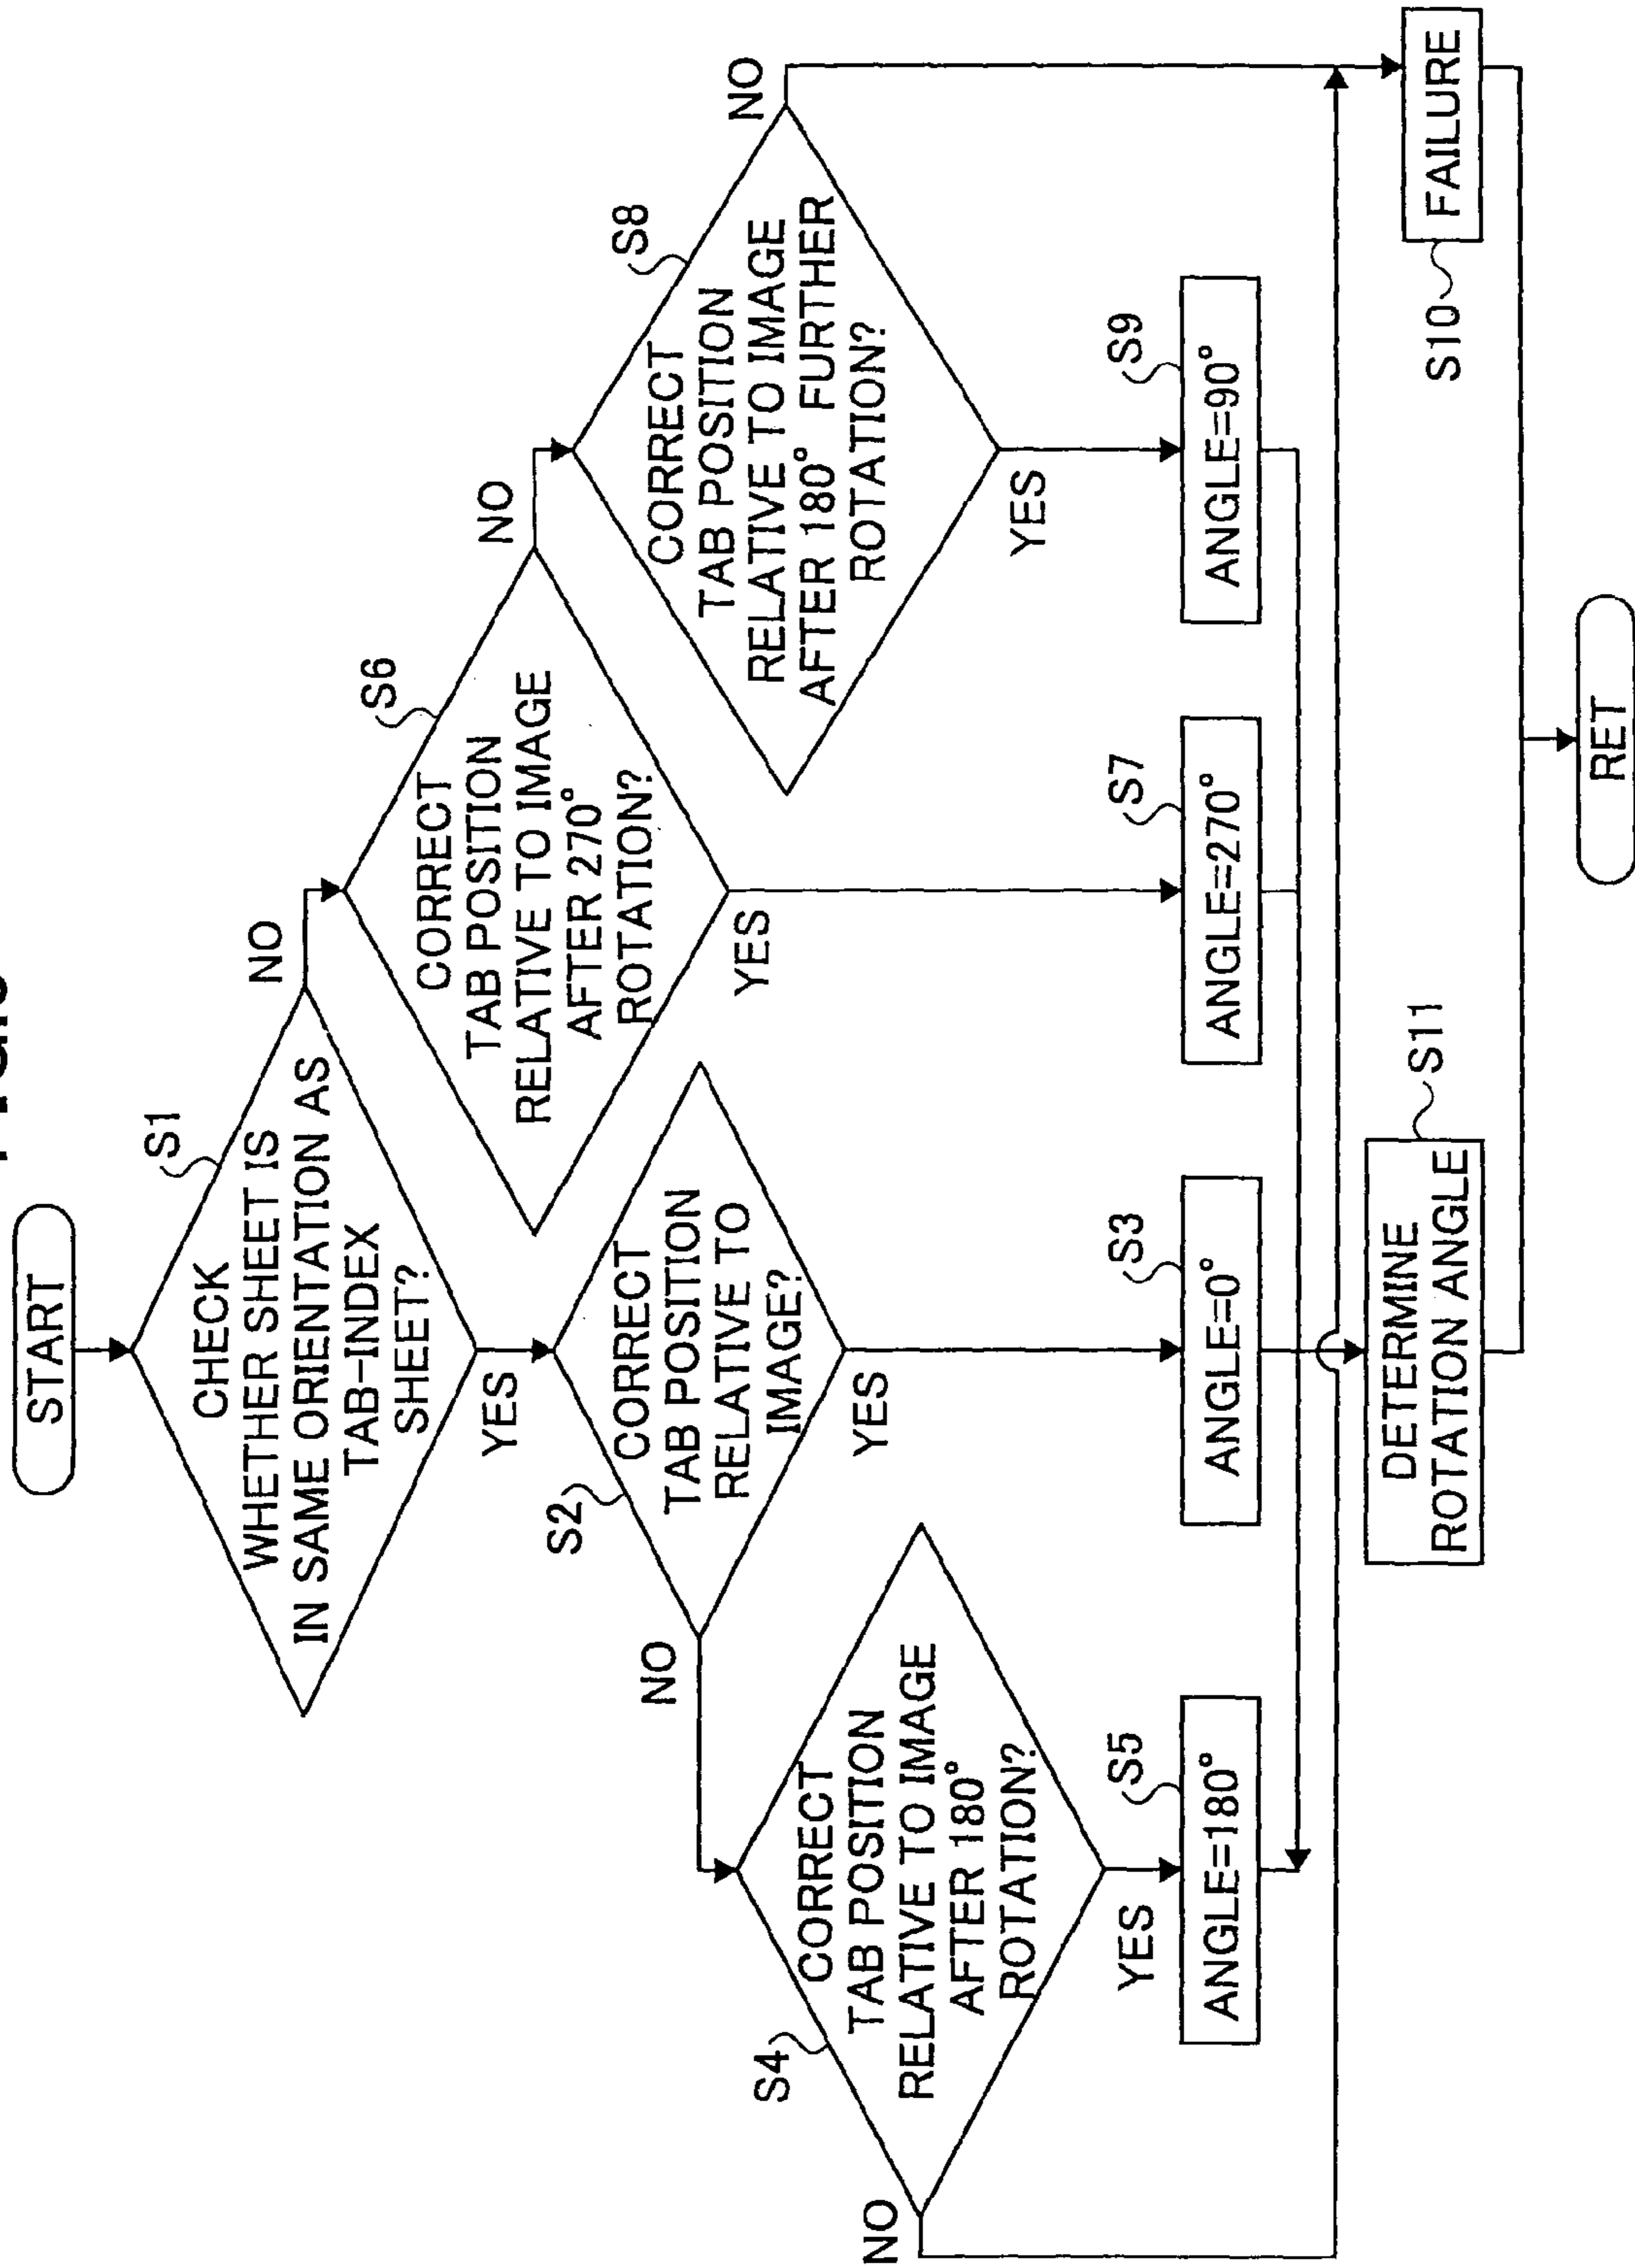 START
S1
CHECK
WHETHER SHEET IS
IN SAME ORIENTATION AS
TAB-INDEX
SHEET?
NO
YES
S2
CORRECT
TAB POSITION
RELATIVE TO
IMAGE?
NO
YES
S6
CORRECT
TAB POSITION
RELATIVE TO IMAGE
AFTER 270°
ROTATION?
NO
YES
S4
CORRECT
TAB POSITION
RELATIVE TO IMAGE
AFTER 180°
ROTATION?
NO
YES
S8
CORRECT
TAB POSITION
RELATIVE TO IMAGE
AFTER 180° FURTHER
ROTATION?
NO
YES
S5
ANGLE=180°
S3
ANGLE=0°
S7
ANGLE=270°
S9
ANGLE=90°
DETERMINE
ROTATION ANGLE
S11
S10
FAILURE
RET